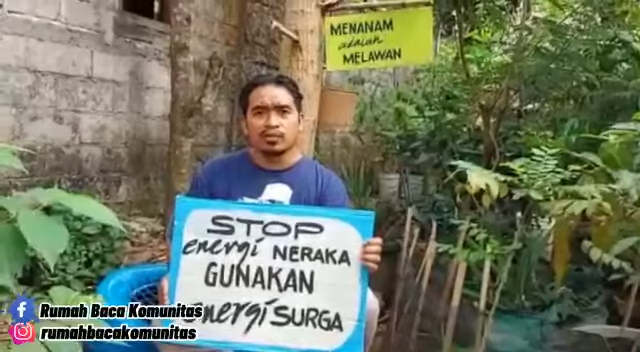 MENANAM
adalah
MELAWAN
STOP
energi NERAKA
GUNAKAN
energi SURGA
Rumah Baca Komunitas
rumahbacakomunitas